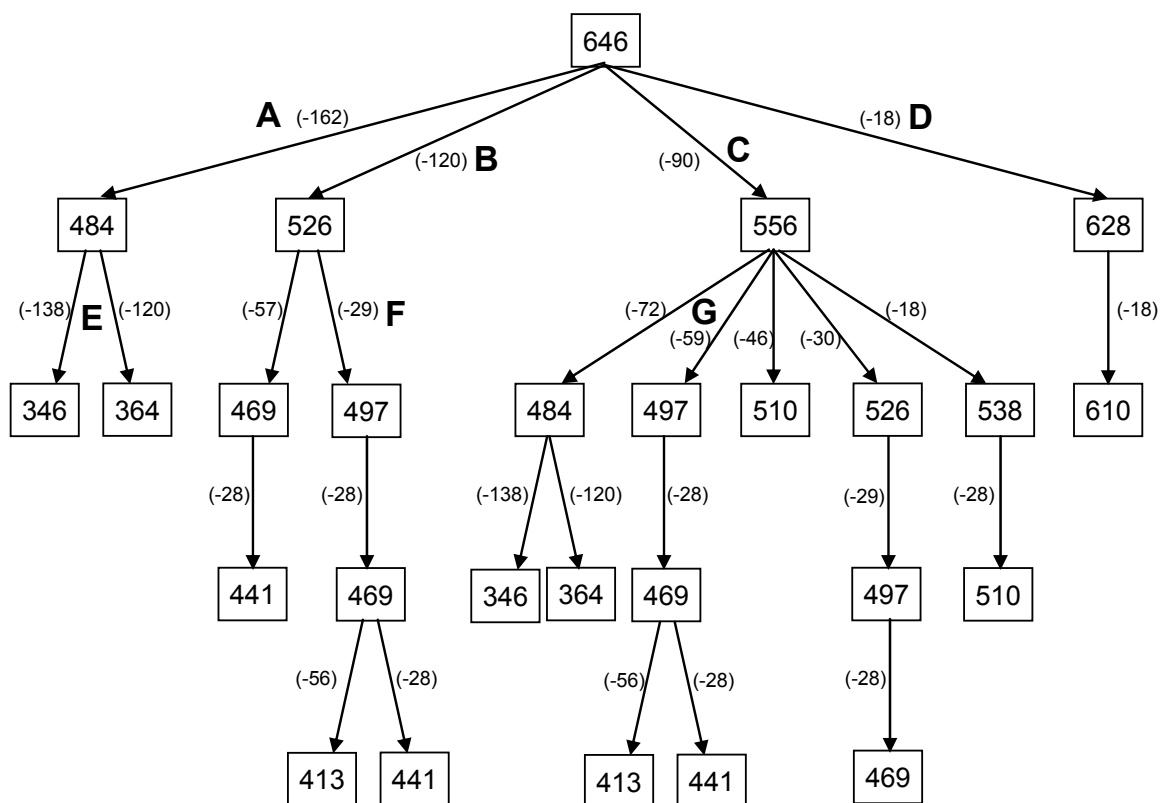 646
A (-162)
(-120) B
(-90) C
(-18) D
484 526 556 628
(-138) E (-120) (-57) (-29) F (-72) G (-59) (-46) (-30) (-18) (-18)
346 364 469 497 484 497 510 526 538 610
(-28) (-28) (-138) (-120) (-28) (-29) (-28)
441 469 346 364 469 497 510
(-56) (-28) (-56) (-28) (-28)
413 441 413 441 469